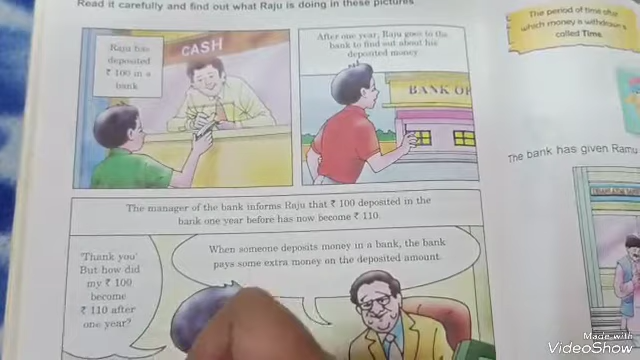 Read it carefully and find out what Raju is doing in these pictures
Raju has
deposited
₹ 100 in a
bank
CASH
After one year, Raju goes to the
bank to find out about his
deposited money
BANK OF
The manager of the bank informs Raju that ₹ 100 deposited in the
bank one year before has now become ₹ 110.
'Thank you'
But how did
my ₹ 100
become
₹ 110 after
one year?
When someone deposits money in a bank, the bank
pays some extra money on the deposited amount.
The period of time after
which money is withdrawn is
called Time.
The bank has given Ramu
Made with
VideoShow